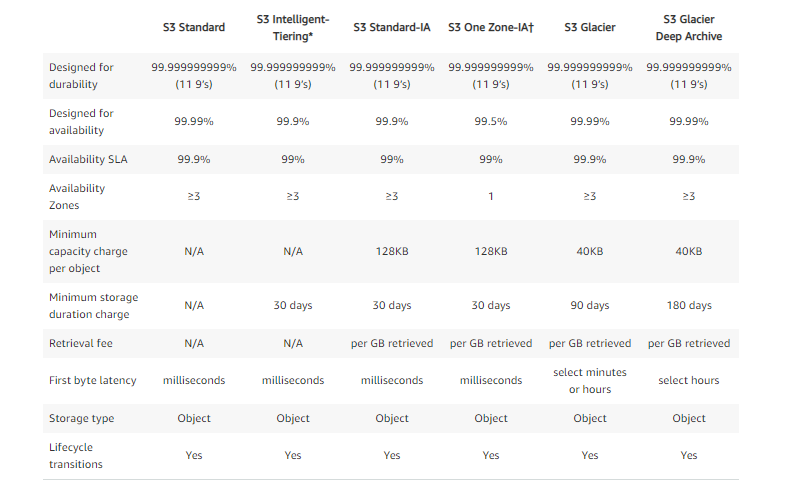 S3 Standard S3 Intelligent-Tiering* S3 Standard-IA S3 One Zone-IA† S3 Glacier S3 Glacier Deep Archive
Designed for durability 99.999999999% (11 9's) 99.999999999% (11 9's) 99.999999999% (11 9's) 99.999999999% (11 9's) 99.999999999% (11 9's) 99.999999999% (11 9's)
Designed for availability 99.99% 99.9% 99.9% 99.5% 99.99% 99.99%
Availability SLA 99.9% 99% 99% 99% 99.9% 99.9%
Availability Zones ≥3 ≥3 ≥3 1 ≥3 ≥3
Minimum capacity charge per object N/A N/A 128KB 128KB 40KB 40KB
Minimum storage duration charge N/A 30 days 30 days 30 days 90 days 180 days
Retrieval fee N/A N/A per GB retrieved per GB retrieved per GB retrieved per GB retrieved
First byte latency milliseconds milliseconds milliseconds milliseconds select minutes or hours select hours
Storage type Object Object Object Object Object Object
Lifecycle transitions Yes Yes Yes Yes Yes Yes